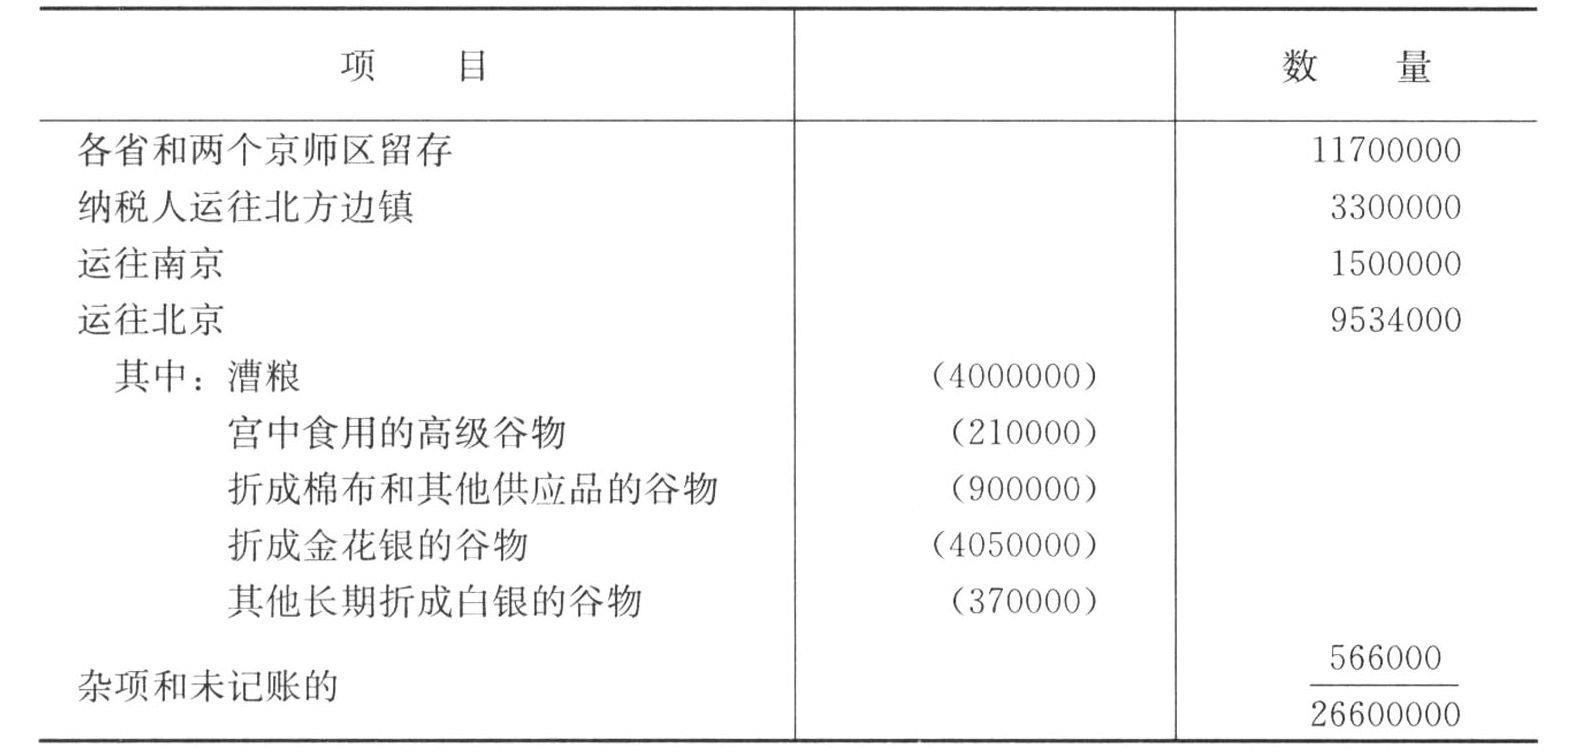 项 目 数 量
各省和两个京师区留存 11700000
纳税人运往北方边镇 3300000
运往南京 1500000
运往北京 9534000
其中：漕粮 (4000000)
宫中食用的高级谷物 (210000)
折成棉布和其他供应品的谷物 (900000)
折成金花银的谷物 (4050000)
其他长期折成白银的谷物 (370000)
杂项和未记账的 566000
26600000